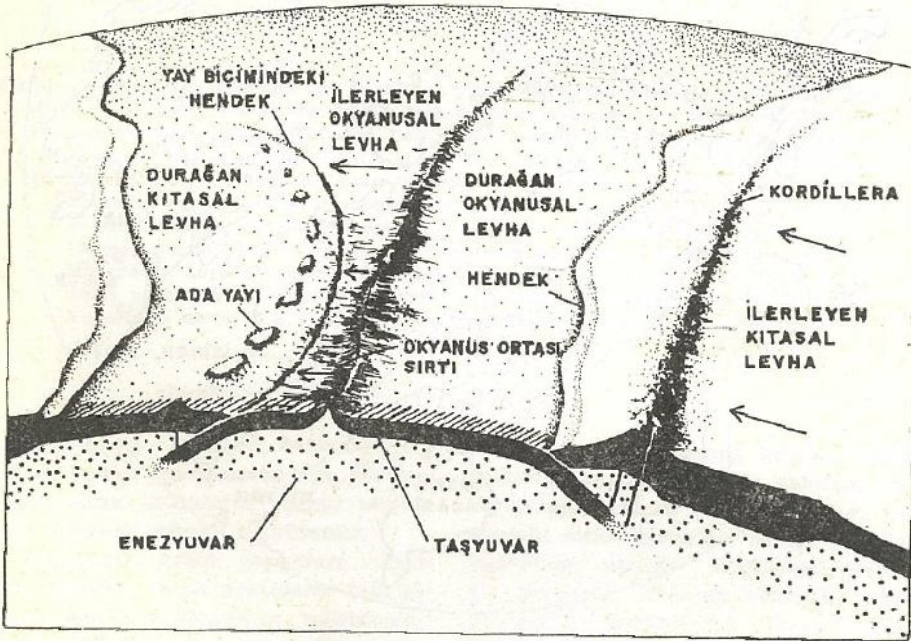 YAY BİÇİMİNDEKİ
HENDEK
İLERLEYEN
OKYANUSAL
LEVHA
DURAĞAN
KITASAL
LEVHA
DURAĞAN
OKYANUSAL
LEVHA
KORDİLLERA
HENDEK
ADA YAYI
İLERLEYEN
KITASAL
LEVHA
OKYANUS ORTASI
SIRTI
ENEZYUVAR
TAŞYUVAR